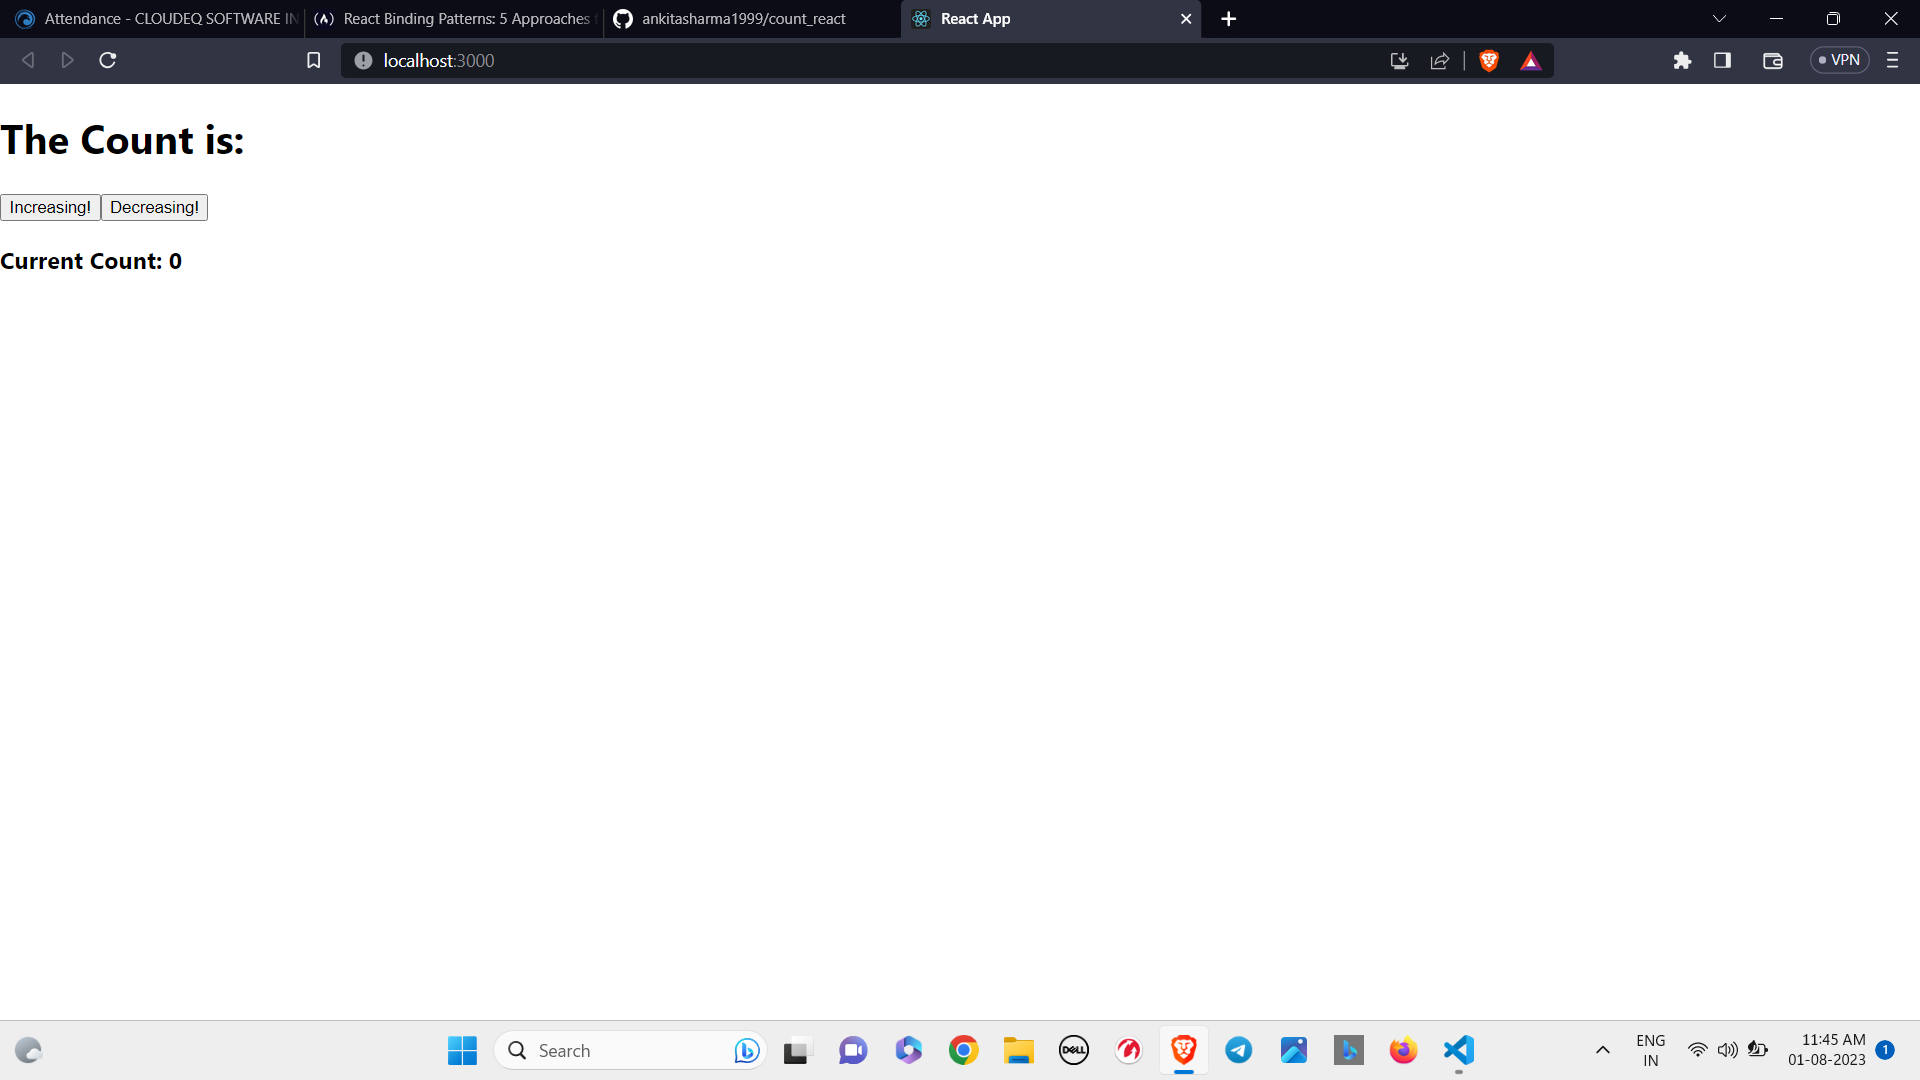 Attendance - CLOUDEQ SOFTWARE IN
React Binding Patterns: 5 Approaches
ankitasharma1999/count_react
React App
localhost:3000
VPN
The Count is:
Increasing! Decreasing!
Current Count: 0
Search
DELL
ENG
IN
11:45 AM
01-08-2023
1